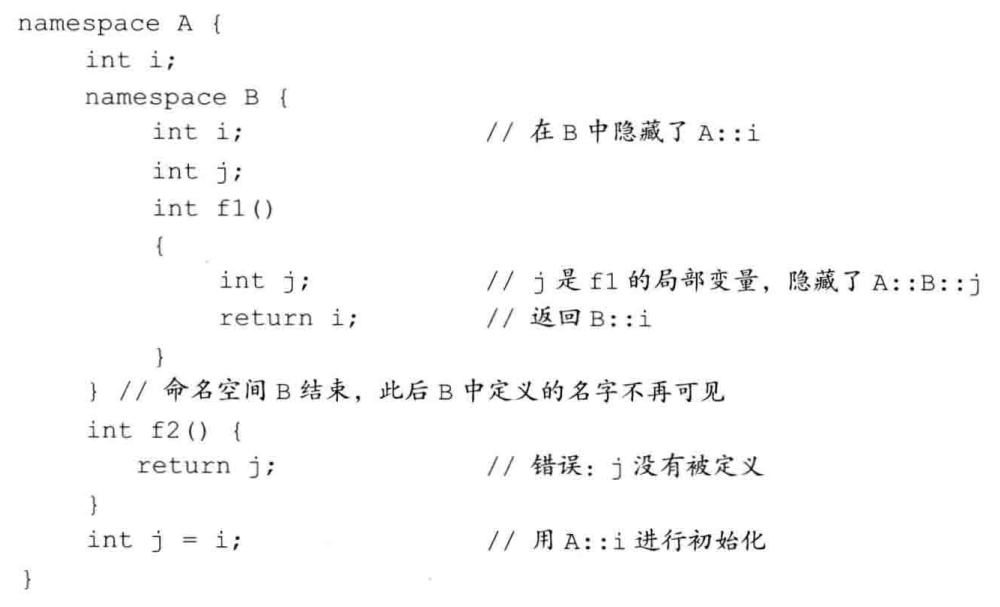 namespace A {
    int i;
    namespace B {
        int i;              // 在 B 中隐藏了 A::i
        int j;
        int f1()
        {
            int j;          // j 是 f1 的局部变量，隐藏了 A::B::j
            return i;       // 返回 B::i
        }
    } // 命名空间 B 结束，此后 B 中定义的名字不再可见
    int f2() {
       return j;            // 错误：j 没有被定义
    }
    int j = i;              // 用 A::i 进行初始化
}